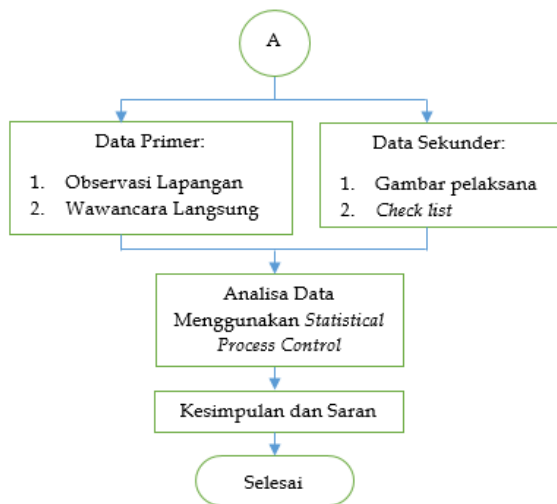 A
Data Primer:
1. Observasi Lapangan
2. Wawancara Langsung
Data Sekunder:
1. Gambar pelaksana
2. Check list
Analisa Data
Menggunakan Statistical
Process Control
Kesimpulan dan Saran
Selesai